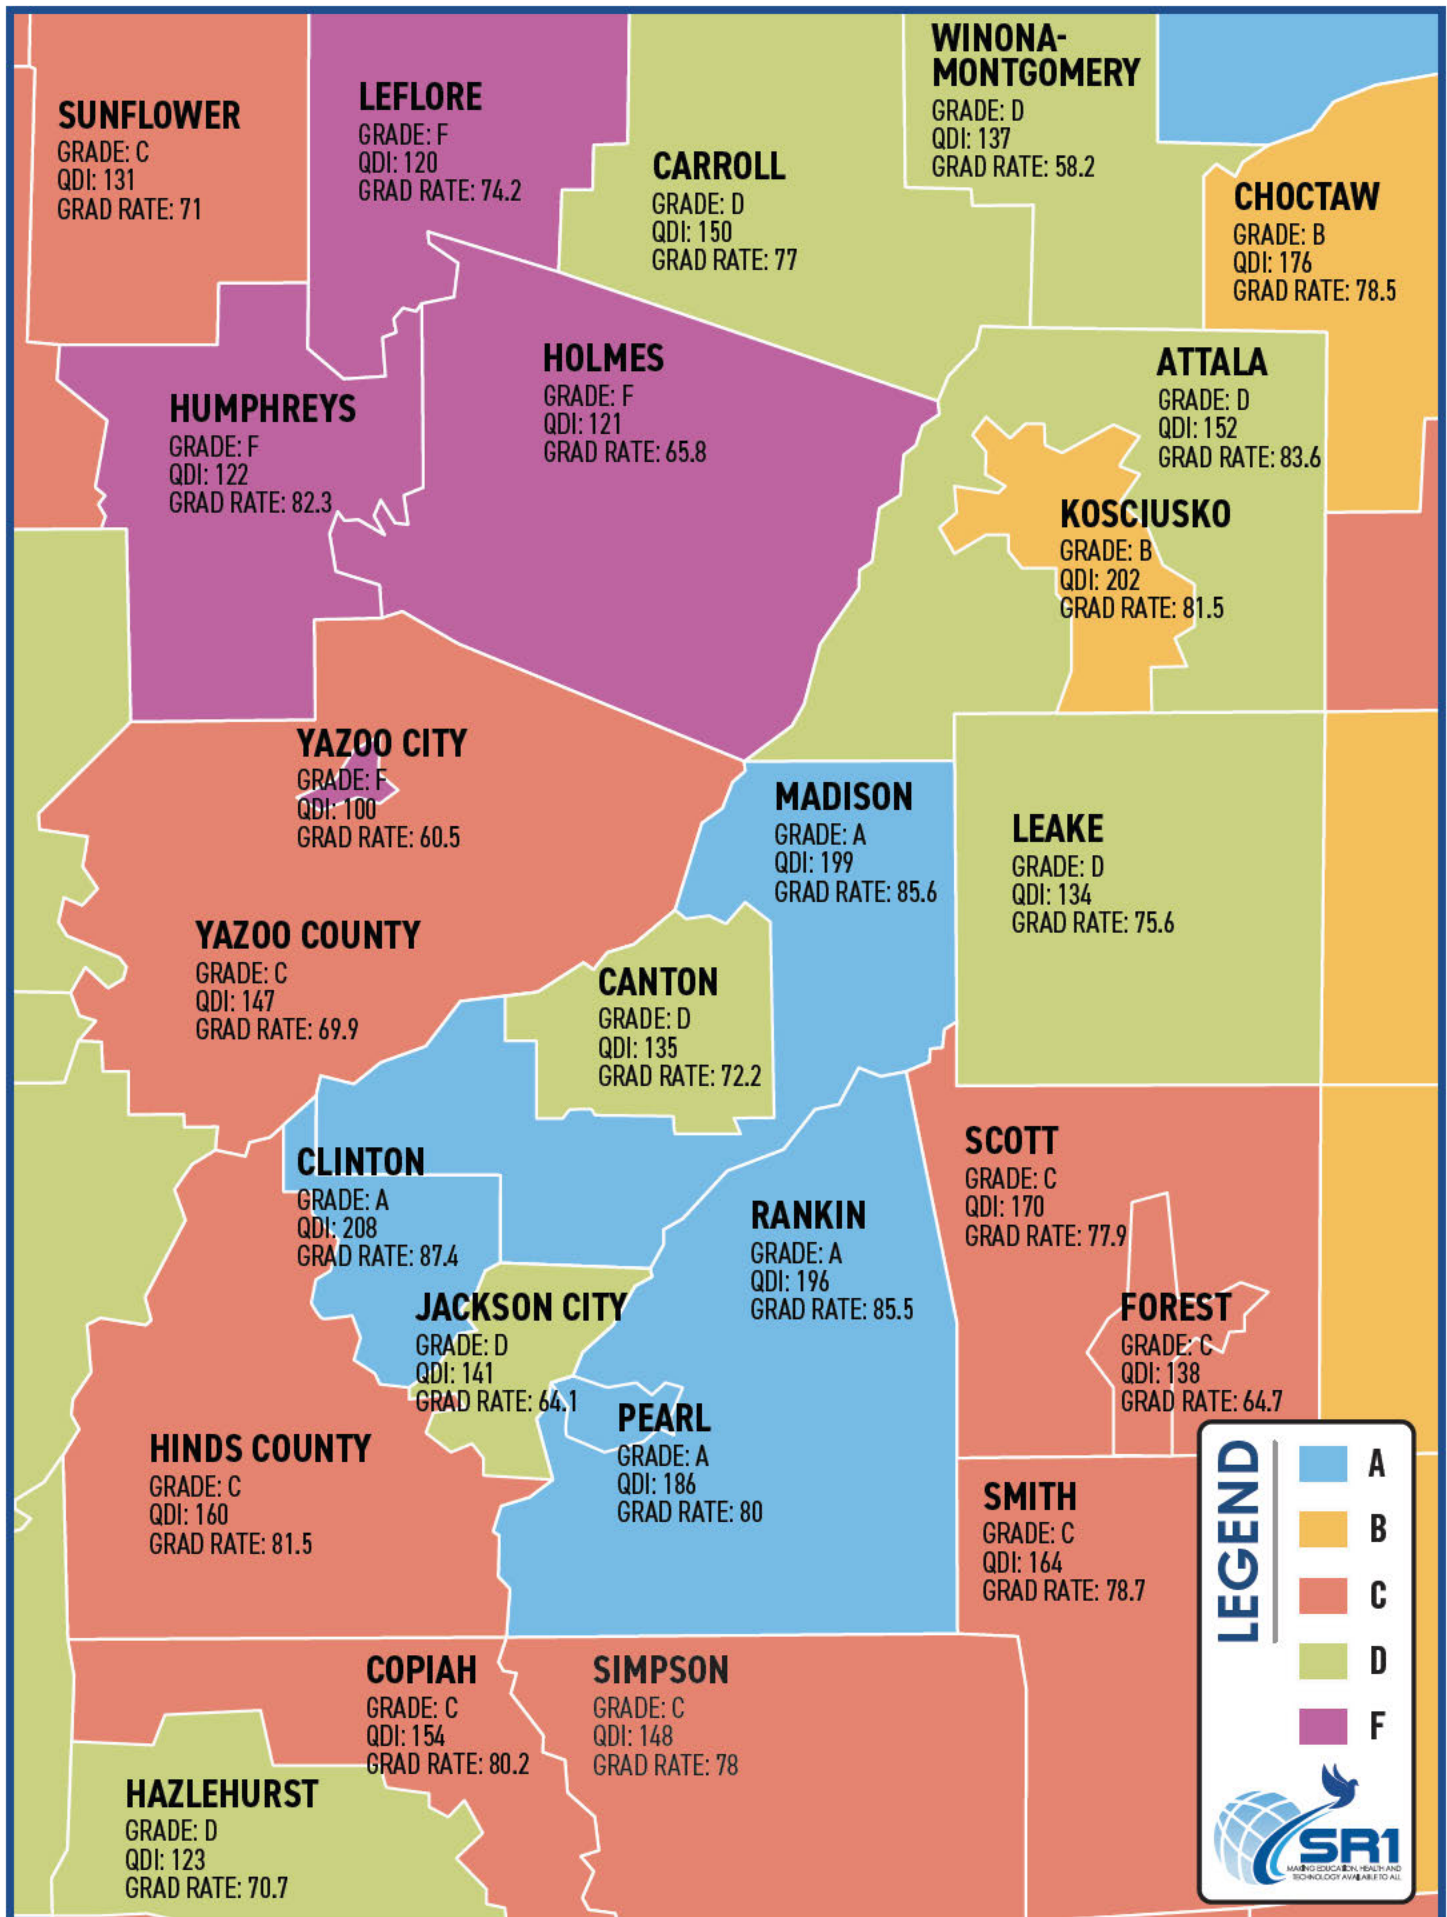 SUNFLOWER
GRADE: C
QDI: 131
GRAD RATE: 71
LEFLORE
GRADE: F
QDI: 120
GRAD RATE: 74.2
CARROLL
GRADE: D
QDI: 150
GRAD RATE: 77
WINONA-
MONTGOMERY
GRADE: D
QDI: 137
GRAD RATE: 58.2
CHOCTAW
GRADE: B
QDI: 176
GRAD RATE: 78.5
HUMPHREYS
GRADE: F
QDI: 122
GRAD RATE: 82.3
HOLMES
GRADE: F
QDI: 121
GRAD RATE: 65.8
ATTALA
GRADE: D
QDI: 152
GRAD RATE: 83.6
KOSCIUSKO
GRADE: B
QDI: 202
GRAD RATE: 81.5
YAZOO CITY
GRADE: F
QDI: 100
GRAD RATE: 60.5
MADISON
GRADE: A
QDI: 199
GRAD RATE: 85.6
LEAKE
GRADE: D
QDI: 134
GRAD RATE: 75.6
YAZOO COUNTY
GRADE: C
QDI: 147
GRAD RATE: 69.9
CANTON
GRADE: D
QDI: 135
GRAD RATE: 72.2
CLINTON
GRADE: A
QDI: 208
GRAD RATE: 87.4
RANKIN
GRADE: A
QDI: 196
GRAD RATE: 85.5
SCOTT
GRADE: C
QDI: 170
GRAD RATE: 77.9
JACKSON CITY
GRADE: D
QDI: 141
GRAD RATE: 64.1
FOREST
GRADE: C
QDI: 138
GRAD RATE: 64.7
HINDS COUNTY
GRADE: C
QDI: 160
GRAD RATE: 81.5
PEARL
GRADE: A
QDI: 186
GRAD RATE: 80
SMITH
GRADE: C
QDI: 164
GRAD RATE: 78.7
COPIAH
GRADE: C
QDI: 154
GRAD RATE: 80.2
SIMPSON
GRADE: C
QDI: 148
GRAD RATE: 78
HAZLEHURST
GRADE: D
QDI: 123
GRAD RATE: 70.7
LEGEND
A
B
C
D
F
SR1
MAKING EDUCATION, HEALTH AND
TECHNOLOGY AVAILABLE TO ALL